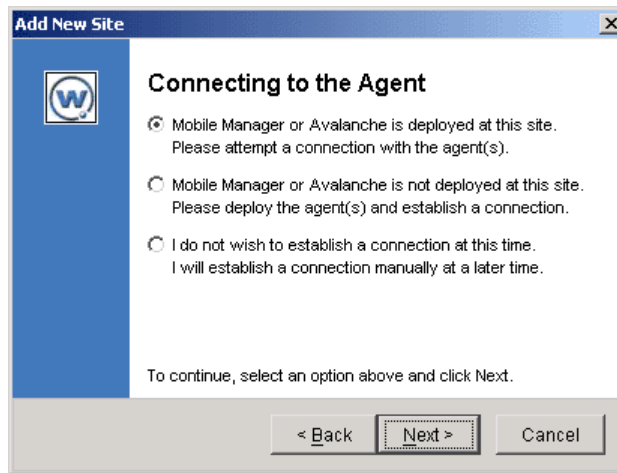 Add New Site
W
Connecting to the Agent
Mobile Manager or Avalanche is deployed at this site.
Please attempt a connection with the agent(s).
Mobile Manager or Avalanche is not deployed at this site.
Please deploy the agent(s) and establish a connection.
I do not wish to establish a connection at this time.
I will establish a connection manually at a later time.
To continue, select an option above and click Next.
< Back Next > Cancel